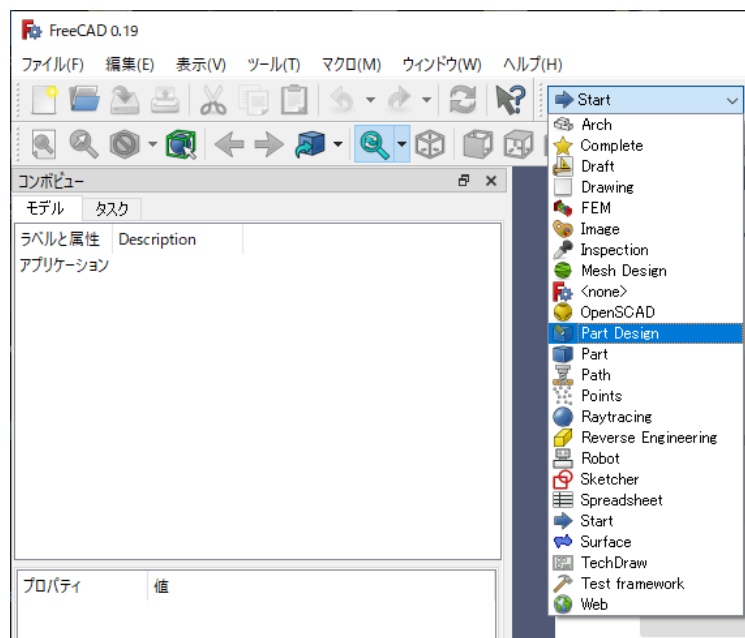 FreeCAD 0.19
ファイル(F) 編集(E) 表示(V) ツール(T) マクロ(M) ウィンドウ(W) ヘルプ(H)
Start
Arch
Complete
Draft
Drawing
FEM
Image
Inspection
Mesh Design
<none>
OpenSCAD
Part Design
Part
Path
Points
Raytracing
Reverse Engineering
Robot
Sketcher
Spreadsheet
Start
Surface
TechDraw
Test framework
Web
コンボビュー
モデル タスク
ラベルと属性 Description
アプリケーション
プロパティ 値